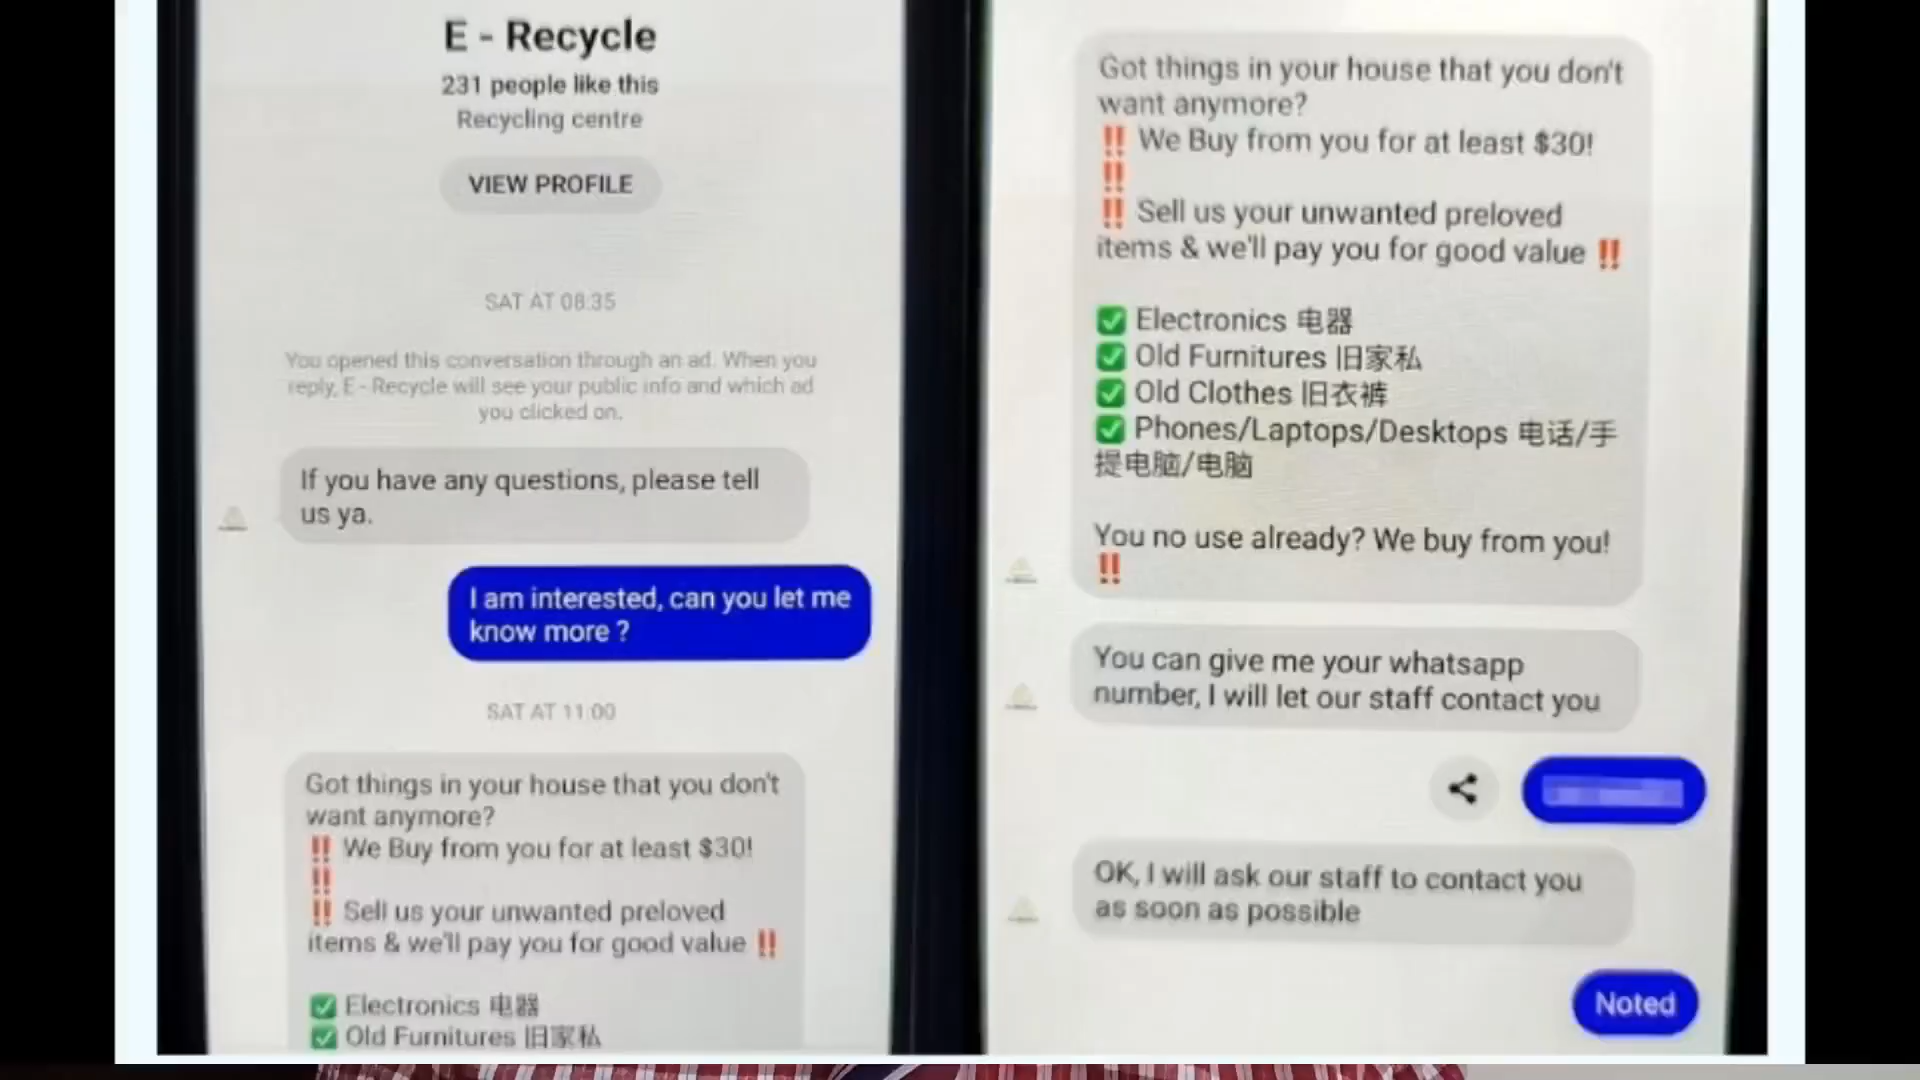 E - Recycle
231 people like this
Recycling centre
VIEW PROFILE
SAT AT 08:35
You opened this conversation through an ad. When you
reply, E - Recycle will see your public info and which ad
you clicked on.
If you have any questions, please tell
us ya.
I am interested, can you let me
know more ?
SAT AT 11:00
Got things in your house that you don't
want anymore?
‼ We Buy from you for at least $30!
‼
‼ Sell us your unwanted preloved
items & we'll pay you for good value ‼
✅ Electronics 电器
✅ Old Furnitures 旧家私
Got things in your house that you don't
want anymore?
‼ We Buy from you for at least $30!
‼
‼ Sell us your unwanted preloved
items & we'll pay you for good value ‼
✅ Electronics 电器
✅ Old Furnitures 旧家私
✅ Old Clothes 旧衣裤
✅ Phones/Laptops/Desktops 电话/手
提电脑/电脑
You no use already? We buy from you!
‼
You can give me your whatsapp
number, I will let our staff contact you
OK, I will ask our staff to contact you
as soon as possible
Noted